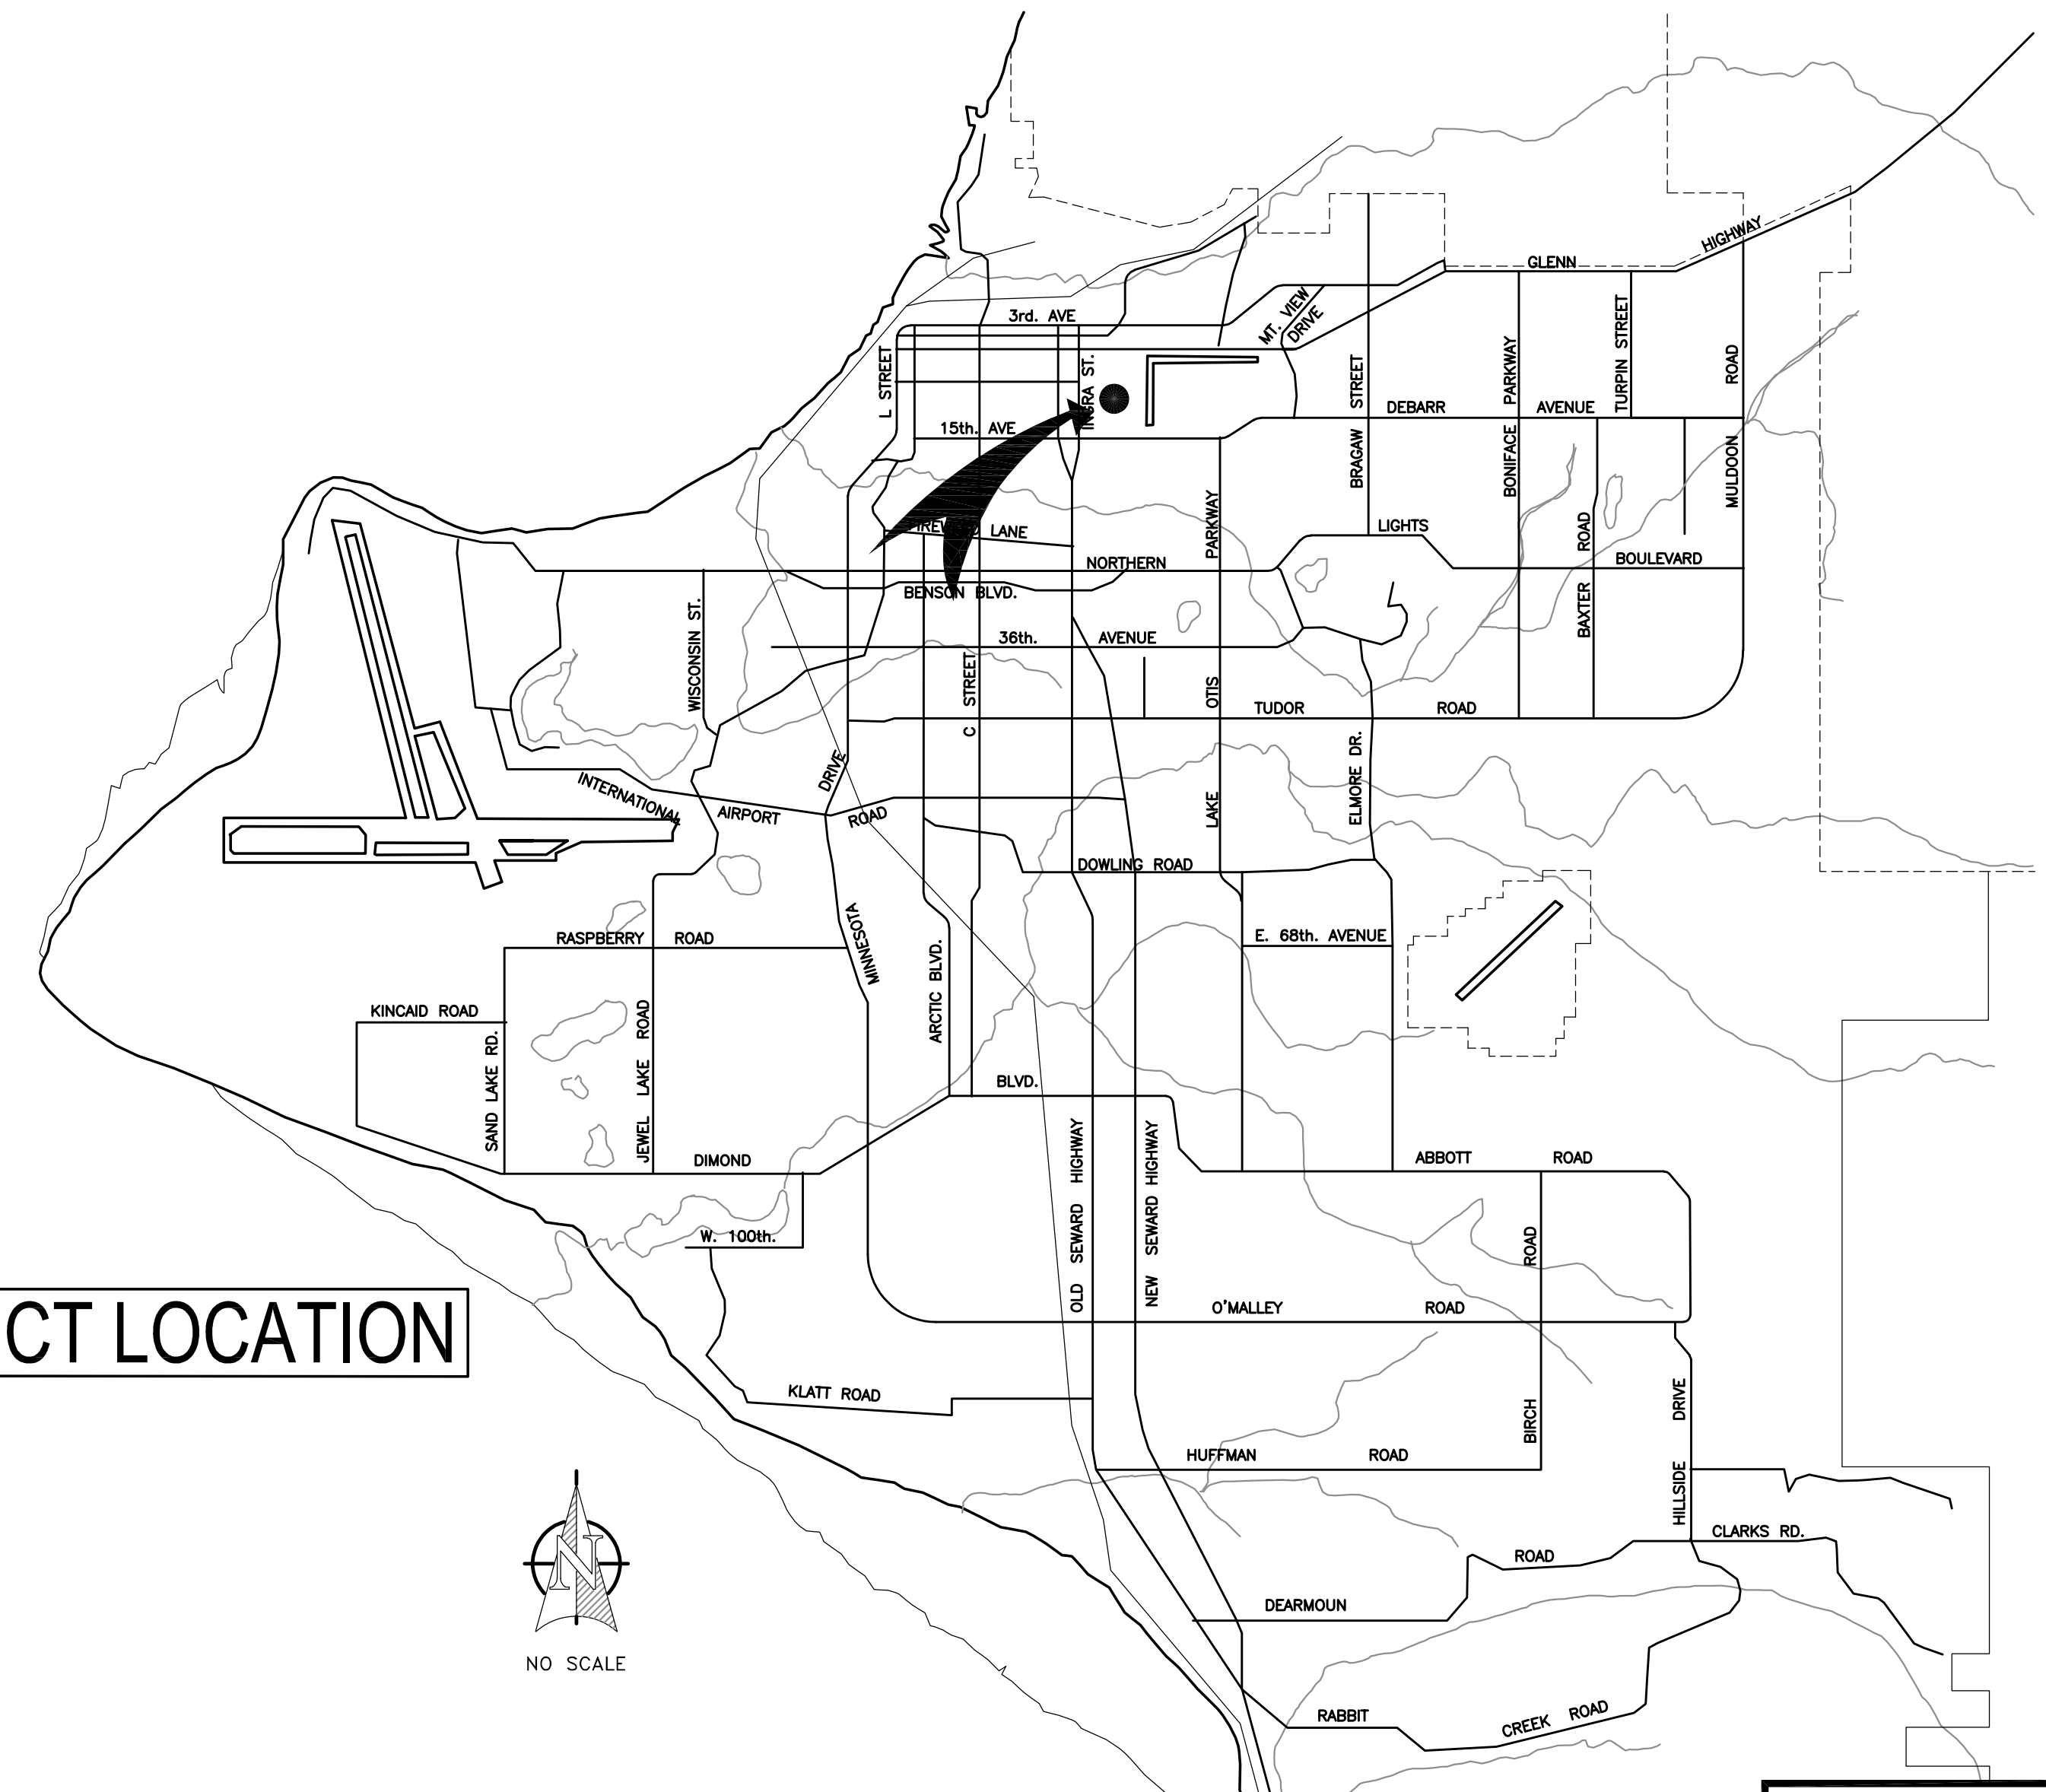 GLENN
HIGHWAY
3rd. AVE
MT. VIEW
DRIVE
L STREET
INGRA ST.
BRAGAW STREET
BONIFACE PARKWAY
TURPIN STREET
MULDOON ROAD
DEBARR AVENUE
15th. AVE
LANE
LIGHTS
NORTHERN
BOULEVARD
BENSON BLVD.
PARKWAY
BAXTER ROAD
WISCONSIN ST.
36th. AVENUE
C STREET
OTIS
TUDOR ROAD
LAKE
ELMORE DR.
INTERNATIONAL
AIRPORT
ROAD
DRIVE
MINNESOTA
DOWLING ROAD
RASPBERRY ROAD
E. 68th. AVENUE
ARCTIC BLVD.
KINCAID ROAD
SAND LAKE RD.
JEWEL LAKE ROAD
BLVD.
DIMOND
ABBOTT ROAD
OLD SEWARD HIGHWAY
NEW SEWARD HIGHWAY
W. 100th.
ROAD
BIRCH
O'MALLEY ROAD
CT LOCATION
KLATT ROAD
HILLSIDE DRIVE
HUFFMAN ROAD
CLARKS RD.
ROAD
DEARMOUN
N
NO SCALE
RABBIT
CREEK ROAD